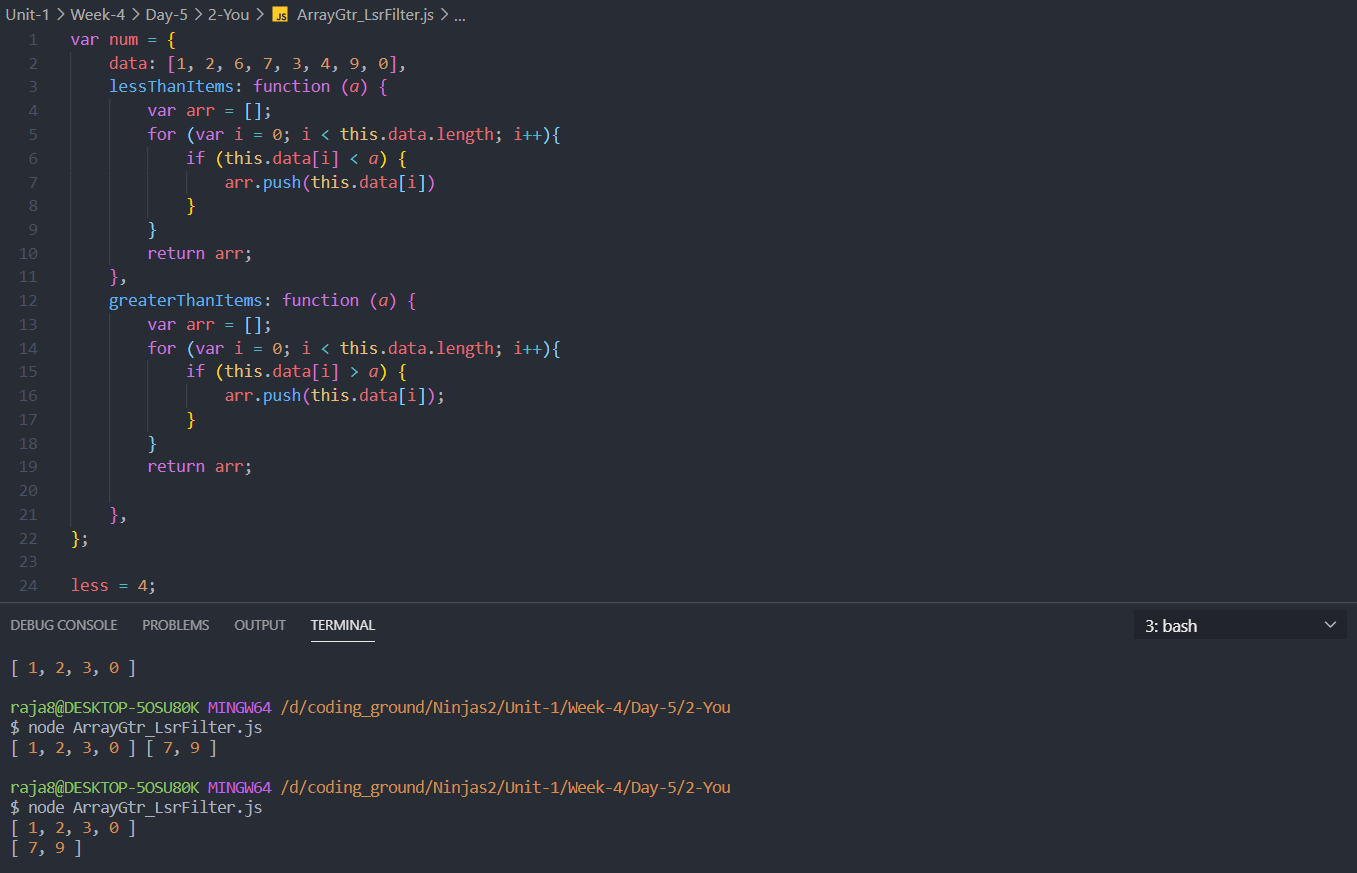 Unit-1 > Week-4 > Day-5 > 2-You > JS ArrayGtr_LsrFilter.js > ...
1 var num = {
2 data: [1, 2, 6, 7, 3, 4, 9, 0],
3 lessThanItems: function (a) {
4 var arr = [];
5 for (var i = 0; i < this.data.length; i++){
6 if (this.data[i] < a) {
7 arr.push(this.data[i])
8 }
9 }
10 return arr;
11 },
12 greaterThanItems: function (a) {
13 var arr = [];
14 for (var i = 0; i < this.data.length; i++){
15 if (this.data[i] > a) {
16 arr.push(this.data[i]);
17 }
18 }
19 return arr;
20
21 },
22 };
23
24 less = 4;
DEBUG CONSOLE PROBLEMS OUTPUT TERMINAL 3: bash
[ 1, 2, 3, 0 ]
raja8@DESKTOP-5OSU80K MINGW64 /d/coding_ground/Ninjas2/Unit-1/Week-4/Day-5/2-You
$ node ArrayGtr_LsrFilter.js
[ 1, 2, 3, 0 ] [ 7, 9 ]
raja8@DESKTOP-5OSU80K MINGW64 /d/coding_ground/Ninjas2/Unit-1/Week-4/Day-5/2-You
$ node ArrayGtr_LsrFilter.js
[ 1, 2, 3, 0 ]
[ 7, 9 ]